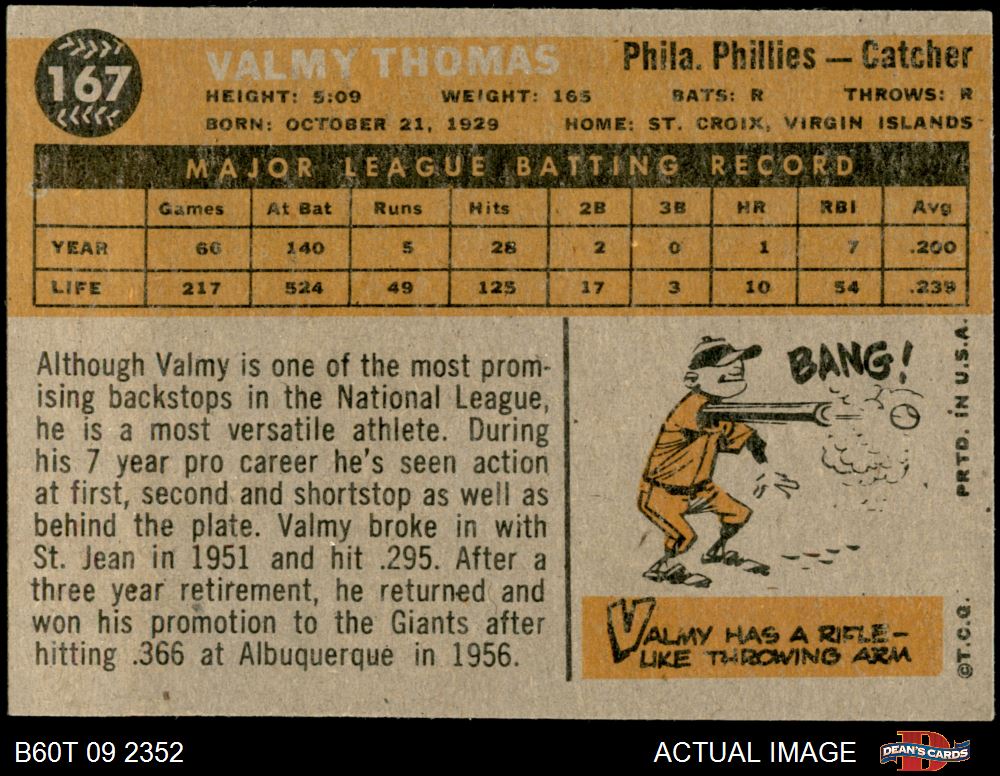 167
VALMY THOMAS
Phila. Phillies — Catcher
HEIGHT: 5:09 WEIGHT: 165 BATS: R THROWS: R
BORN: OCTOBER 21, 1929 HOME: ST. CROIX, VIRGIN ISLANDS
MAJOR LEAGUE BATTING RECORD
Games At Bat Runs Hits 2B 3B HR RBI Avg
YEAR 66 140 5 28 2 0 1 7 .200
LIFE 217 524 49 125 17 3 10 54 .239
Although Valmy is one of the most prom-
ising backstops in the National League,
he is a most versatile athlete. During
his 7 year pro career he's seen action
at first, second and shortstop as well as
behind the plate. Valmy broke in with
St. Jean in 1951 and hit .295. After a
three year retirement, he returned and
won his promotion to the Giants after
hitting .366 at Albuquerque in 1956.
BANG!
VALMY HAS A RIFLE-
LIKE THROWING ARM
PRTD. IN U.S.A.
©T.C.G.
B60T 09 2352
ACTUAL IMAGE
D
DEAN'S CARDS